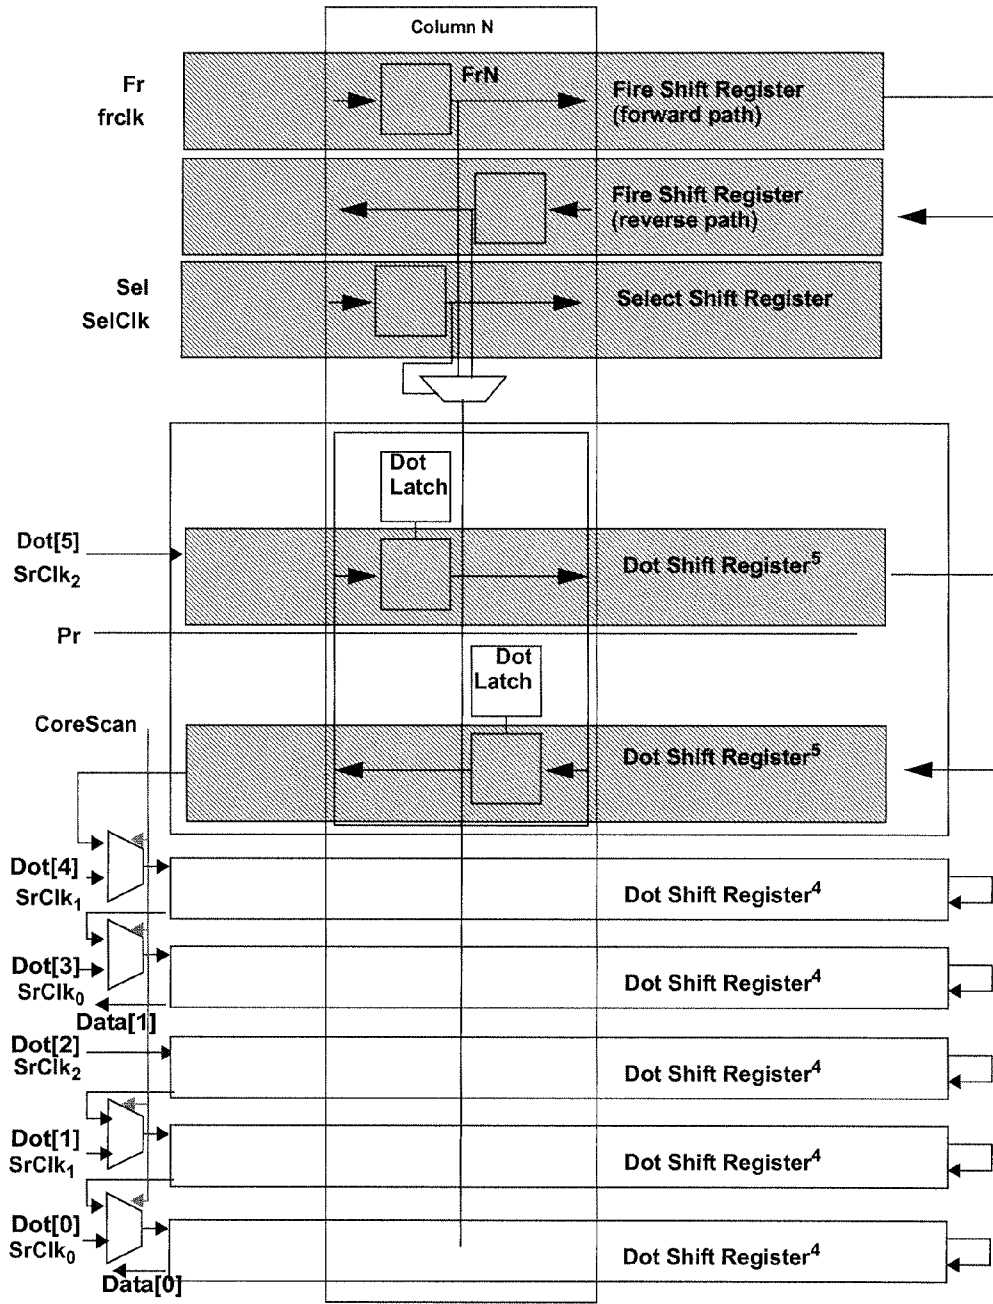 Column N
Fr
frclk
FrN
Fire Shift Register
(forward path)
Fire Shift Register
(reverse path)
Sel
SelClk
Select Shift Register
Dot
Latch
Dot[5]
SrClk2
Dot Shift Register5
Pr
Dot
Latch
CoreScan
Dot Shift Register5
Dot[4]
SrClk1
Dot Shift Register4
Dot[3]
SrClk0
Dot Shift Register4
Data[1]
Dot[2]
SrClk2
Dot Shift Register4
Dot[1]
SrClk1
Dot Shift Register4
Dot[0]
SrClk0
Dot Shift Register4
Data[0]